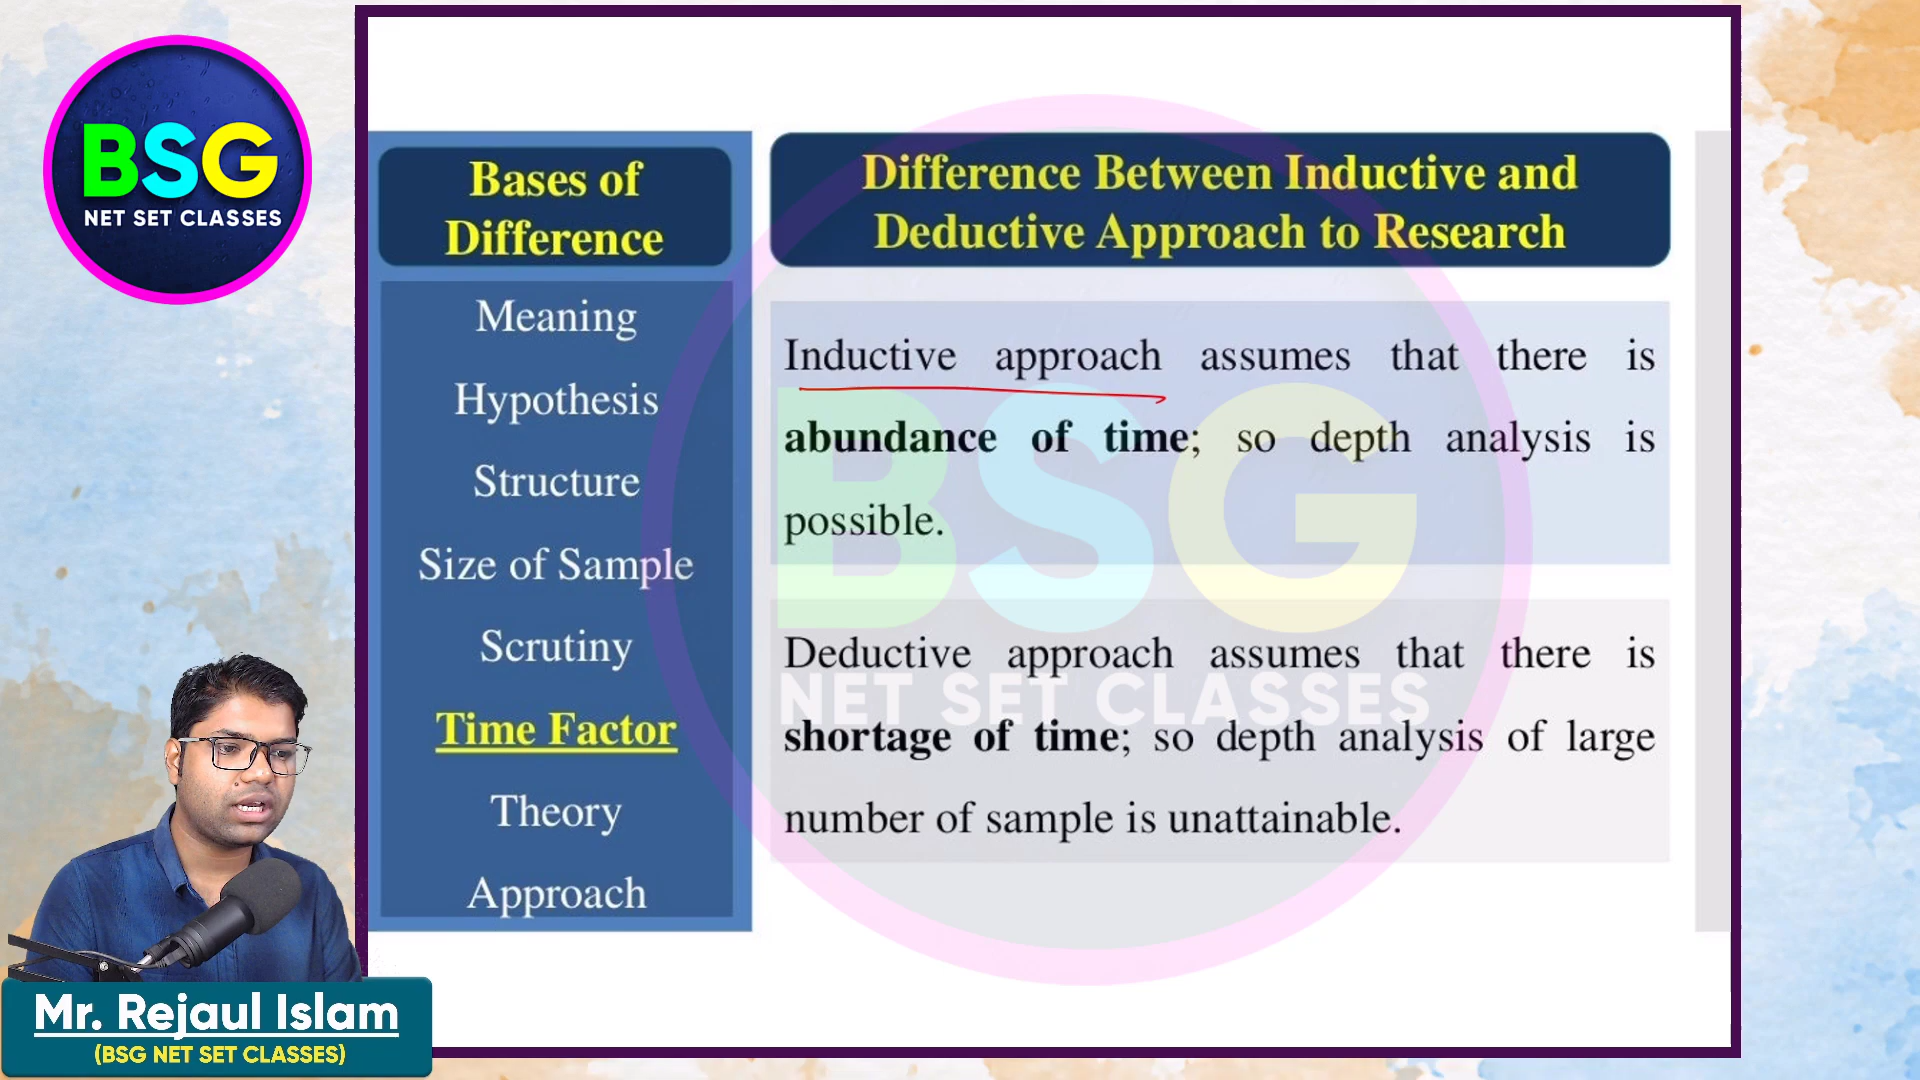 BSG
NET SET CLASSES
Bases of
Difference
Meaning
Hypothesis
Structure
Size of Sample
Scrutiny
Time Factor
Theory
Approach
Difference Between Inductive and
Deductive Approach to Research
Inductive approach assumes that there is
abundance of time; so depth analysis is
possible.
Deductive approach assumes that there is
shortage of time; so depth analysis of large
number of sample is unattainable.
BSG
NET SET CLASSES
Mr. Rejaul Islam
(BSG NET SET CLASSES)